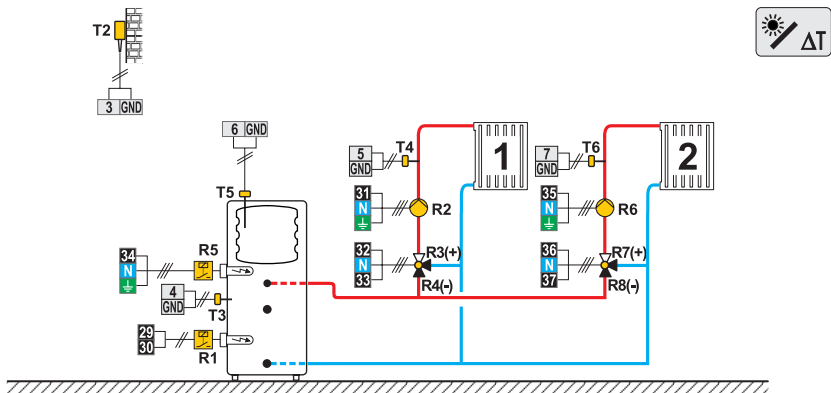 T2
ΔT
3 GND
6 GND
5
GND
T4
7
GND
T6
1
2
T5
31
N
R2
35
N
R6
34
N
R5
32
N
33
R3(+)
R4(-)
36
N
37
R7(+)
R8(-)
4
GND
T3
29
30
R1